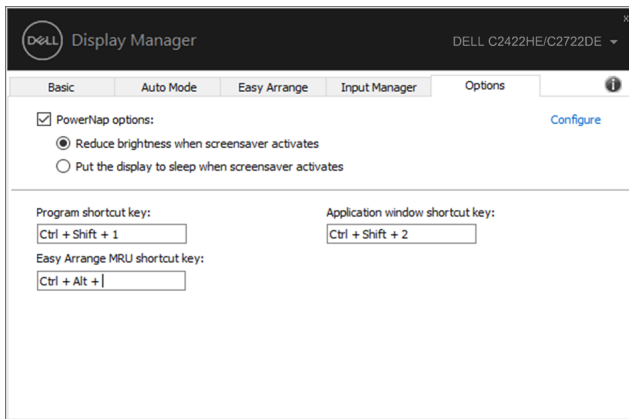 x
DELL Display Manager DELL C2422HE/C2722DE
Basic Auto Mode Easy Arrange Input Manager Options i
PowerNap options: Configure
Reduce brightness when screensaver activates
Put the display to sleep when screensaver activates
Program shortcut key: Application window shortcut key:
Ctrl + Shift + 1 Ctrl + Shift + 2
Easy Arrange MRU shortcut key:
Ctrl + Alt +